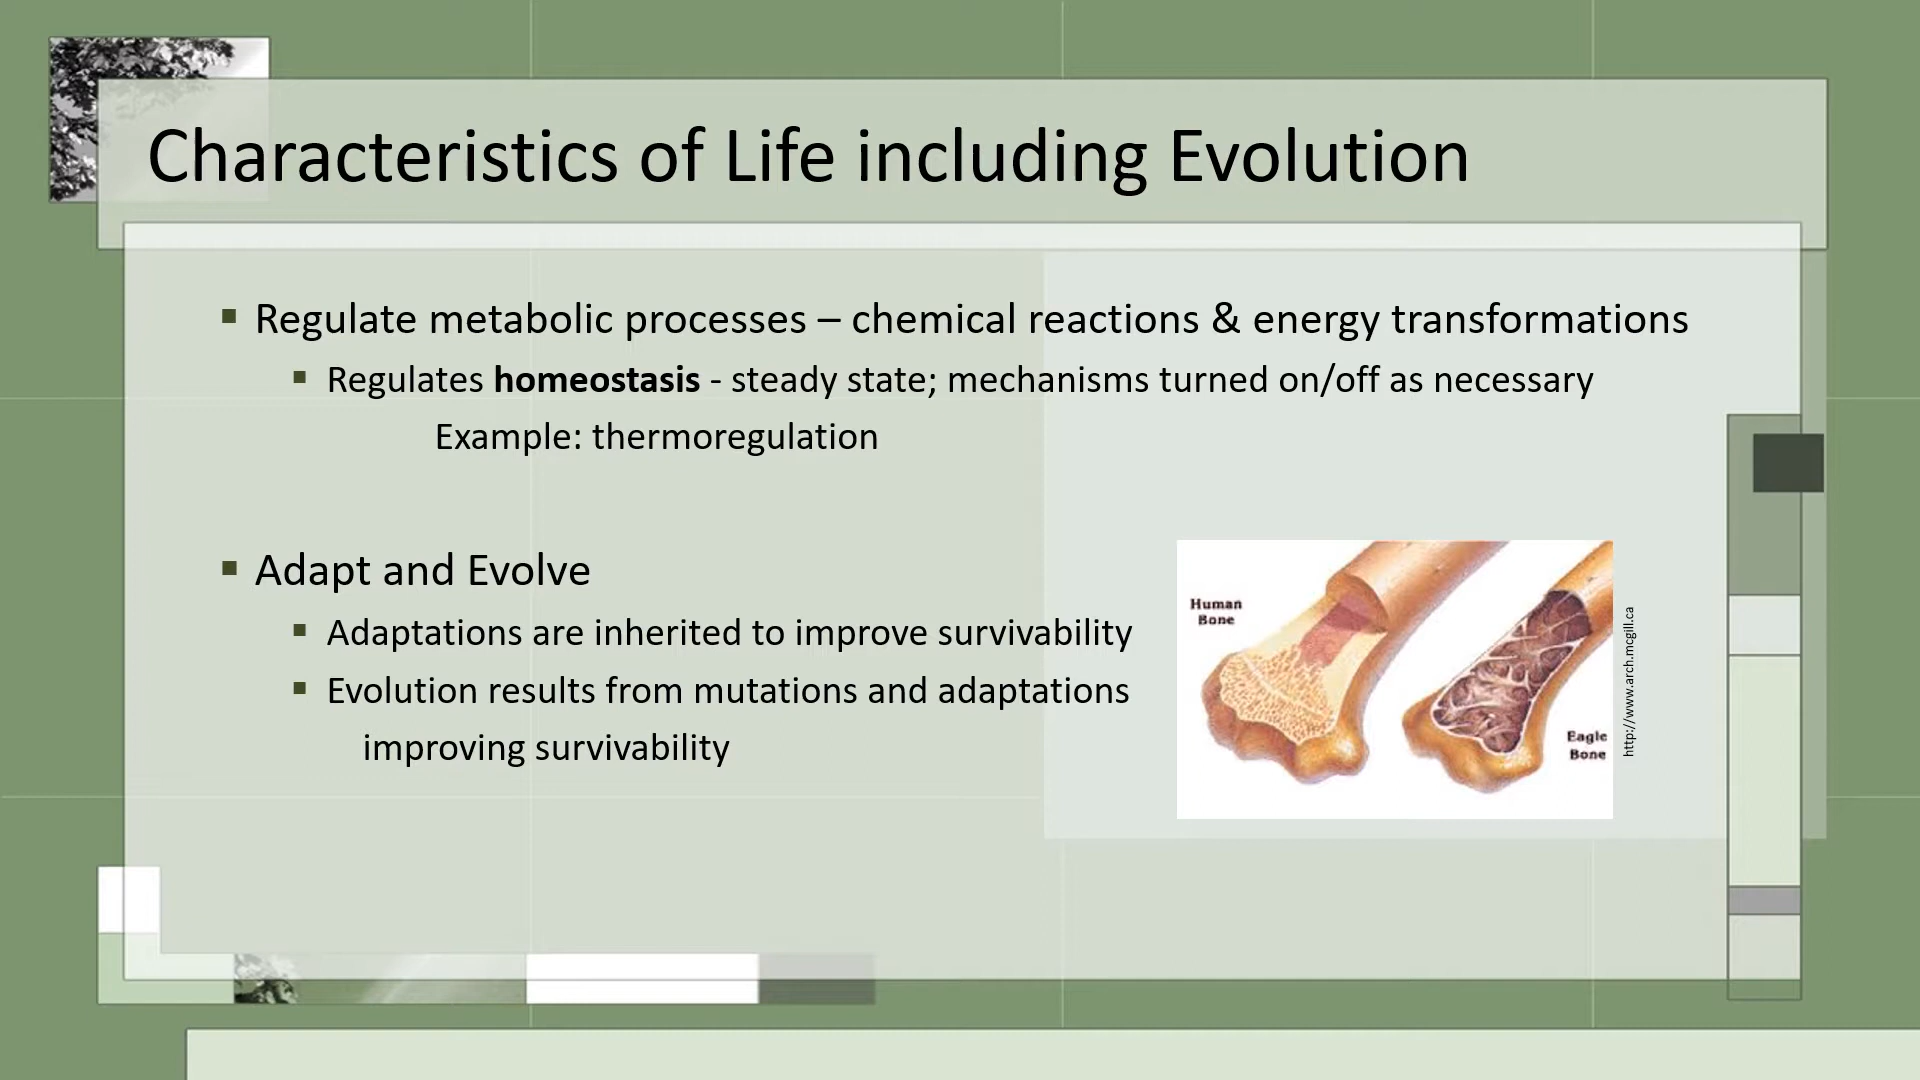 Characteristics of Life including Evolution
Regulate metabolic processes – chemical reactions & energy transformations
Regulates homeostasis - steady state; mechanisms turned on/off as necessary
Example: thermoregulation
Adapt and Evolve
Adaptations are inherited to improve survivability
Evolution results from mutations and adaptations
improving survivability
Human
Bone
Eagle
Bone
http://www.arch.mcgill.ca